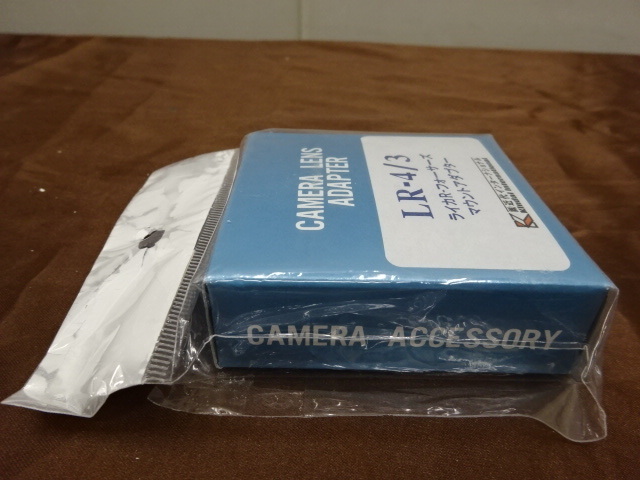 CAMERA LENS
ADAPTER
LR-4/3
ライカR-フォーサーズ
マウントアダプター
CAMERA ACCESSORY